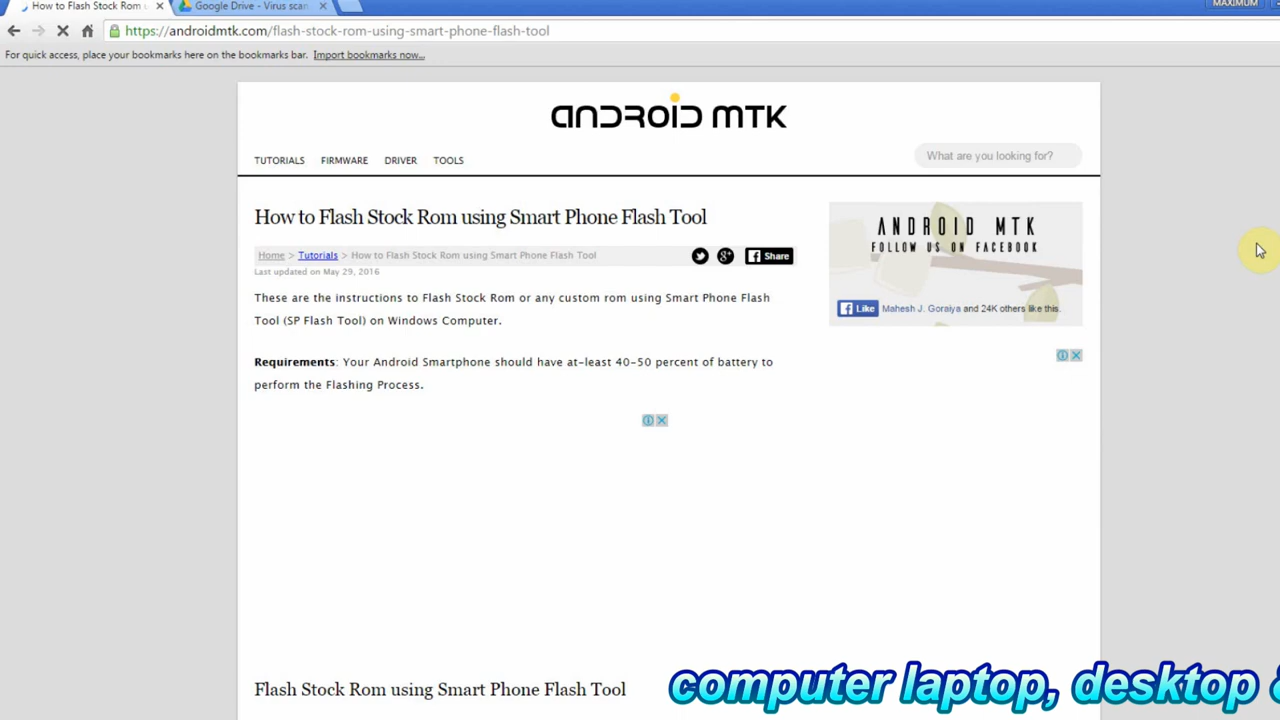 How to Flash Stock Rom u
Google Drive - Virus scan
MAXIMUM
https://androidmtk.com/flash-stock-rom-using-smart-phone-flash-tool
For quick access, place your bookmarks here on the bookmarks bar. Import bookmarks now...
ANDROID MTK
TUTORIALS FIRMWARE DRIVER TOOLS
What are you looking for?
How to Flash Stock Rom using Smart Phone Flash Tool
ANDROID MTK
FOLLOW US ON FACEBOOK
Home > Tutorials > How to Flash Stock Rom using Smart Phone Flash Tool
Share
Last updated on May 29, 2016
These are the instructions to Flash Stock Rom or any custom rom using Smart Phone Flash
Tool (SP Flash Tool) on Windows Computer.
Like Mahesh J. Goraiya and 24K others like this.
Requirements: Your Android Smartphone should have at-least 40-50 percent of battery to
perform the Flashing Process.
Flash Stock Rom using Smart Phone Flash Tool
computer laptop, desktop